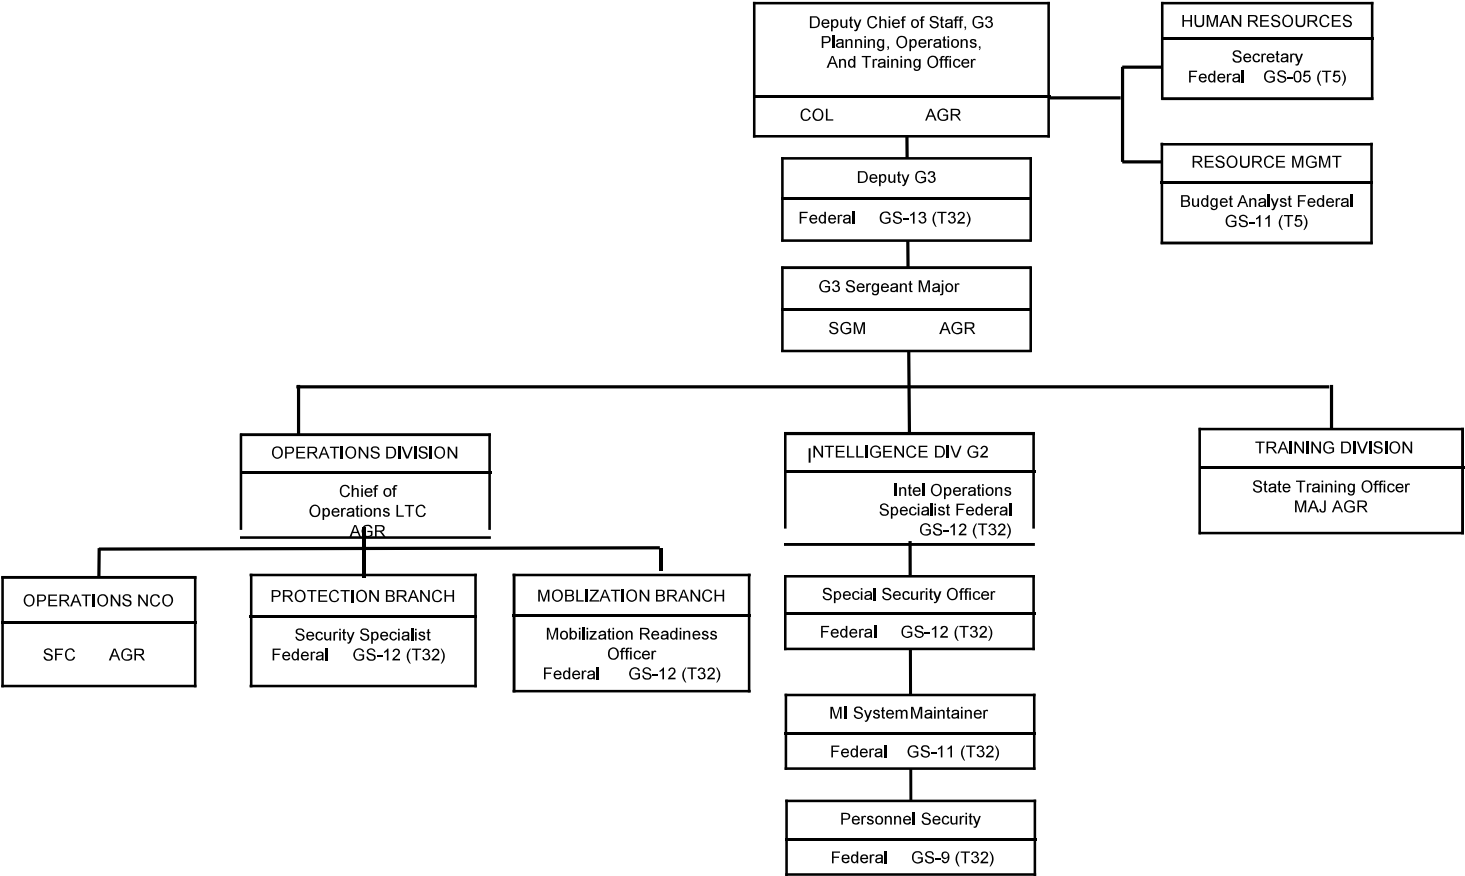 Deputy Chief of Staff, G3
Planning, Operations,
And Training Officer
COL AGR
HUMAN RESOURCES
Secretary
Federal GS-05 (T5)
RESOURCE MGMT
Budget Analyst Federal
GS-11 (T5)
Deputy G3
Federal GS-13 (T32)
G3 Sergeant Major
SGM AGR
OPERATIONS DIVISION
Chief of
Operations LTC
AGR
OPERATIONS NCO
SFC AGR
PROTECTION BRANCH
Security Specialist
Federal GS-12 (T32)
MOBLIZATION BRANCH
Mobilization Readiness
Officer
Federal GS-12 (T32)
INTELLIGENCE DIV G2
Intel Operations
Specialist Federal
GS-12 (T32)
Special Security Officer
Federal GS-12 (T32)
MI System Maintainer
Federal GS-11 (T32)
Personnel Security
Federal GS-9 (T32)
TRAINING DIVISION
State Training Officer
MAJ AGR